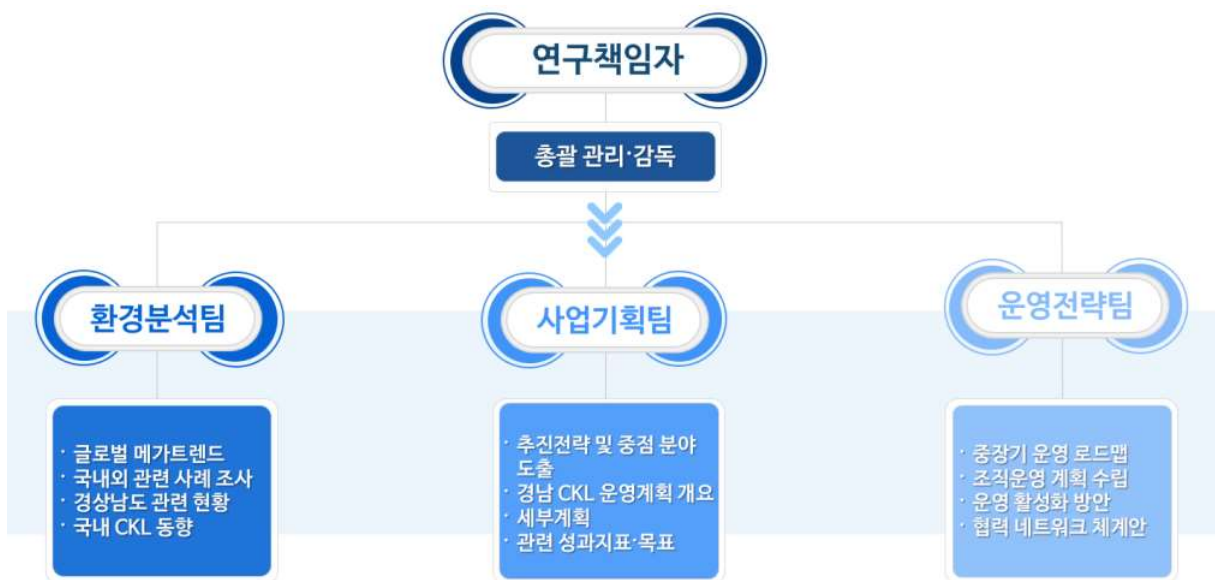 연구책임자
총괄 관리·감독
환경분석팀
· 글로벌 메가트렌드
· 국내외 관련 사례 조사
· 경상남도 관련 현황
· 국내 CKL 동향
사업기획팀
· 추진전략 및 중점 분야
도출
· 경남 CKL 운영계획 개요
· 세부계획
· 관련 성과지표·목표
운영전략팀
· 중장기 운영 로드맵
· 조직운영 계획 수립
· 운영 활성화 방안
· 협력 네트워크 체계안